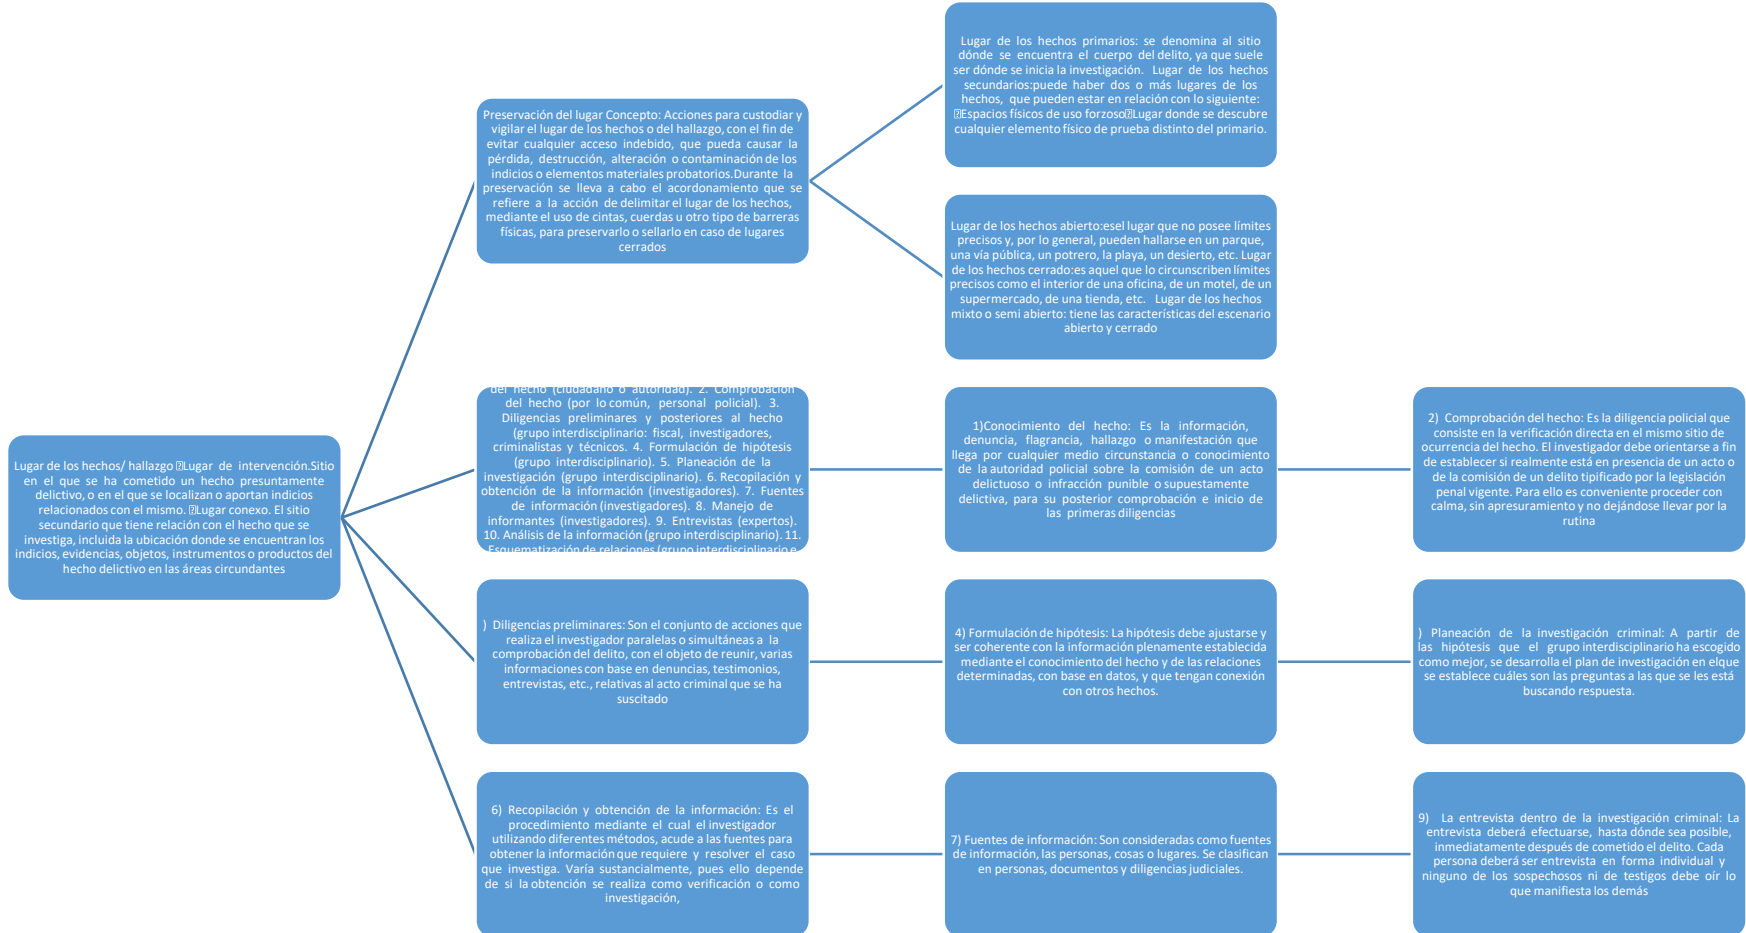 Lugar de los hechos/ hallazgo Lugar de intervención.Sitio
en el que se ha cometido un hecho presuntamente
delictivo, o en el que se localizan o aportan indicios
relacionados con el mismo. Lugar conexo. El sitio
secundario que tiene relación con el hecho que se
investiga, incluida la ubicación donde se encuentran los
indicios, evidencias, objetos, instrumentos o productos del
hecho delictivo en las áreas circundantes
Preservación del lugar Concepto: Acciones para custodiar y
vigilar el lugar de los hechos o del hallazgo, con el fin de
evitar cualquier acceso indebido, que pueda causar la
pérdida, destrucción, alteración o contaminación de los
indicios o elementos materiales probatorios.Durante la
preservación se lleva a cabo el acordonamiento que se
refiere a la acción de delimitar el lugar de los hechos,
mediante el uso de cintas, cuerdas u otro tipo de barreras
físicas, para preservarlo o sellarlo en caso de lugares
cerrados
Lugar de los hechos primarios: se denomina al sitio
dónde se encuentra el cuerpo del delito, ya que suele
ser dónde se inicia la investigación. Lugar de los hechos
secundarios:puede haber dos o más lugares de los
hechos, que pueden estar en relación con lo siguiente:
Espacios físicos de uso forzosoLugar donde se descubre
cualquier elemento físico de prueba distinto del primario.
Lugar de los hechos abierto:esel lugar que no posee límites
precisos y, por lo general, pueden hallarse en un parque,
una vía pública, un potrero, la playa, un desierto, etc. Lugar
de los hechos cerrado:es aquel que lo circunscriben límites
precisos como el interior de una oficina, de un motel, de un
supermercado, de una tienda, etc. Lugar de los hechos
mixto o semi abierto: tiene las características del escenario
abierto y cerrado
del hecho (ciudadano o autoridad). 2. Comprobación
del hecho (por lo común, personal policial). 3.
Diligencias preliminares y posteriores al hecho
(grupo interdisciplinario: fiscal, investigadores,
criminalistas y técnicos. 4. Formulación de hipótesis
(grupo interdisciplinario). 5. Planeación de la
investigación (grupo interdisciplinario). 6. Recopilación y
obtención de la información (investigadores). 7. Fuentes
de información (investigadores). 8. Manejo de
informantes (investigadores). 9. Entrevistas (expertos).
10. Análisis de la información (grupo interdisciplinario). 11.
Esquematización de relaciones (grupo interdisciplinario e
1)Conocimiento del hecho: Es la información,
denuncia, flagrancia, hallazgo o manifestación que
llega por cualquier medio circunstancia o conocimiento
de la autoridad policial sobre la comisión de un acto
delictuoso o infracción punible o supuestamente
delictiva, para su posterior comprobación e inicio de
las primeras diligencias
2) Comprobación del hecho: Es la diligencia policial que
consiste en la verificación directa en el mismo sitio de
ocurrencia del hecho. El investigador debe orientarse a fin
de establecer si realmente está en presencia de un acto o
de la comisión de un delito tipificado por la legislación
penal vigente. Para ello es conveniente proceder con
calma, sin apresuramiento y no dejándose llevar por la
rutina
) Diligencias preliminares: Son el conjunto de acciones que
realiza el investigador paralelas o simultáneas a la
comprobación del delito, con el objeto de reunir, varias
informaciones con base en denuncias, testimonios,
entrevistas, etc., relativas al acto criminal que se ha
suscitado
4) Formulación de hipótesis: La hipótesis debe ajustarse y
ser coherente con la información plenamente establecida
mediante el conocimiento del hecho y de las relaciones
determinadas, con base en datos, y que tengan conexión
con otros hechos.
) Planeación de la investigación criminal: A partir de
las hipótesis que el grupo interdisciplinario ha escogido
como mejor, se desarrolla el plan de investigación en elque
se establece cuáles son las preguntas a las que se les está
buscando respuesta.
6) Recopilación y obtención de la información: Es el
procedimiento mediante el cual el investigador
utilizando diferentes métodos, acude a las fuentes para
obtener la información que requiere y resolver el caso
que investiga. Varía sustancialmente, pues ello depende
de si la obtención se realiza como verificación o como
investigación,
7) Fuentes de información: Son consideradas como fuentes
de información, las personas, cosas o lugares. Se clasifican
en personas, documentos y diligencias judiciales.
9) La entrevista dentro de la investigación criminal: La
entrevista deberá efectuarse, hasta dónde sea posible,
inmediatamente después de cometido el delito. Cada
persona deberá ser entrevista en forma individual y
ninguno de los sospechosos ni de testigos debe oír lo
que manifiesta los demás